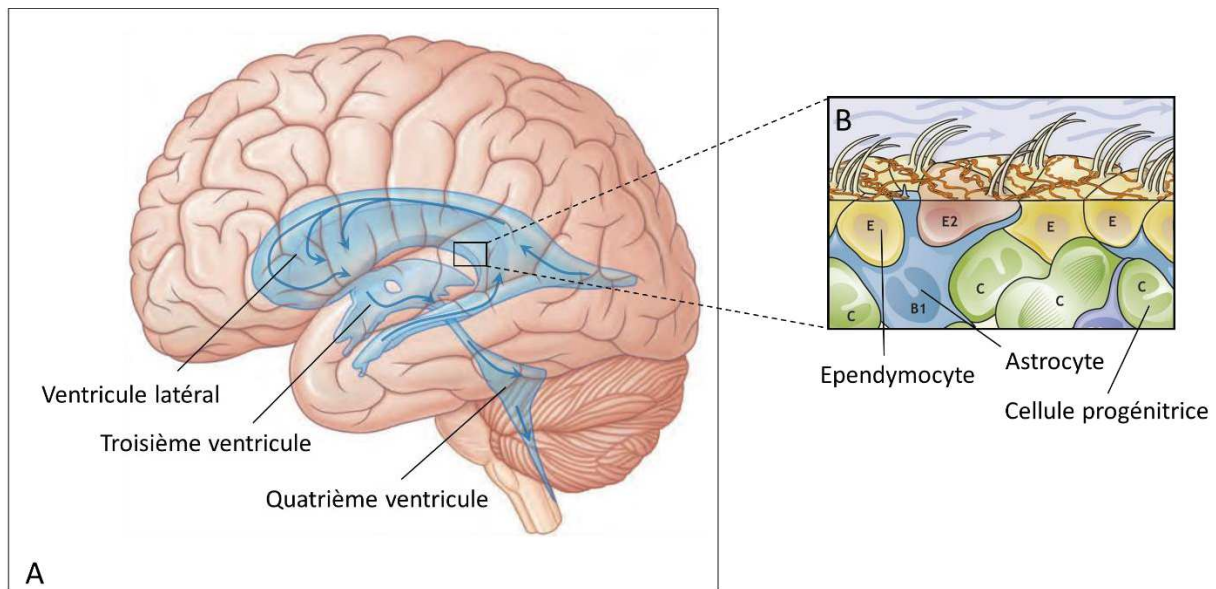 B
E
E2
E
E
C
B1
C
C
C
Ependymocyte
Astrocyte
Cellule progénitrice
Ventricule latéral
Troisième ventricule
Quatrième ventricule
A